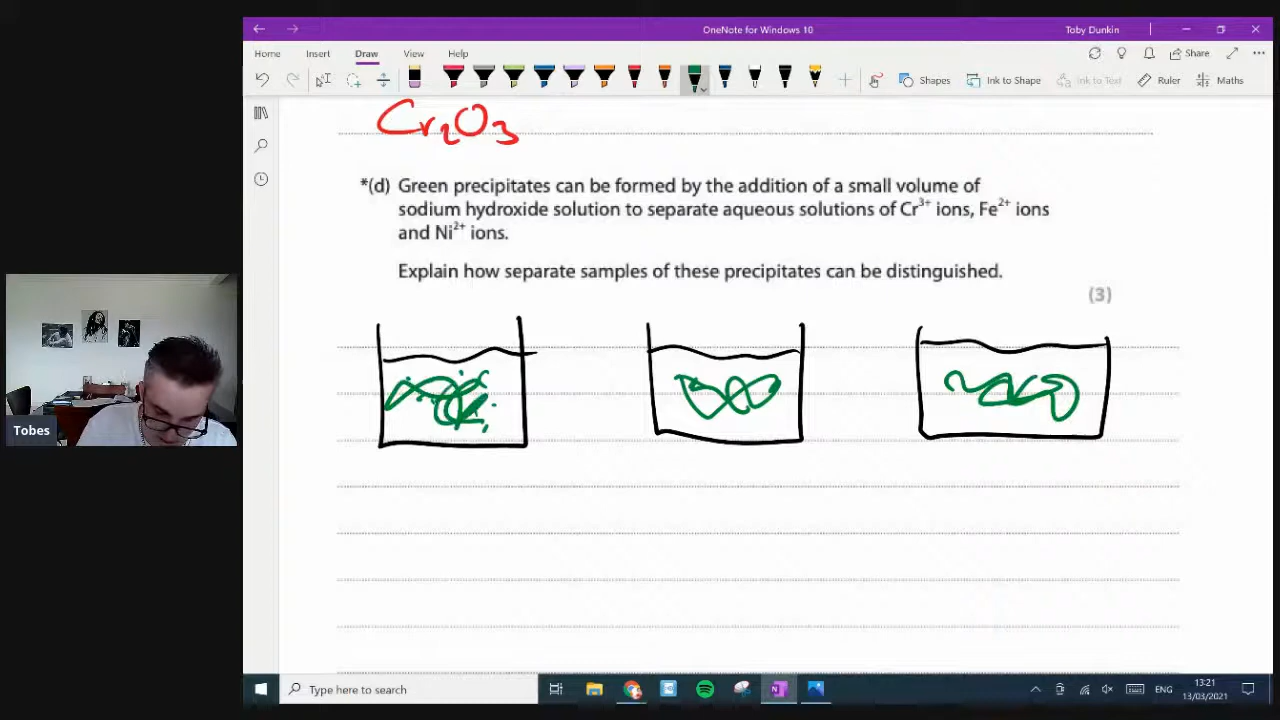 OneNote for Windows 10
Toby Dunkin
Home Insert Draw View Help
Share
Shapes Ink to Shape Ink to Text Ruler Maths
Cr₂O₃
*(d) Green precipitates can be formed by the addition of a small volume of
sodium hydroxide solution to separate aqueous solutions of Cr³⁺ ions, Fe²⁺ ions
and Ni²⁺ ions.
Explain how separate samples of these precipitates can be distinguished.
(3)
Tobes
Type here to search
ENG
13:21
13/03/2021